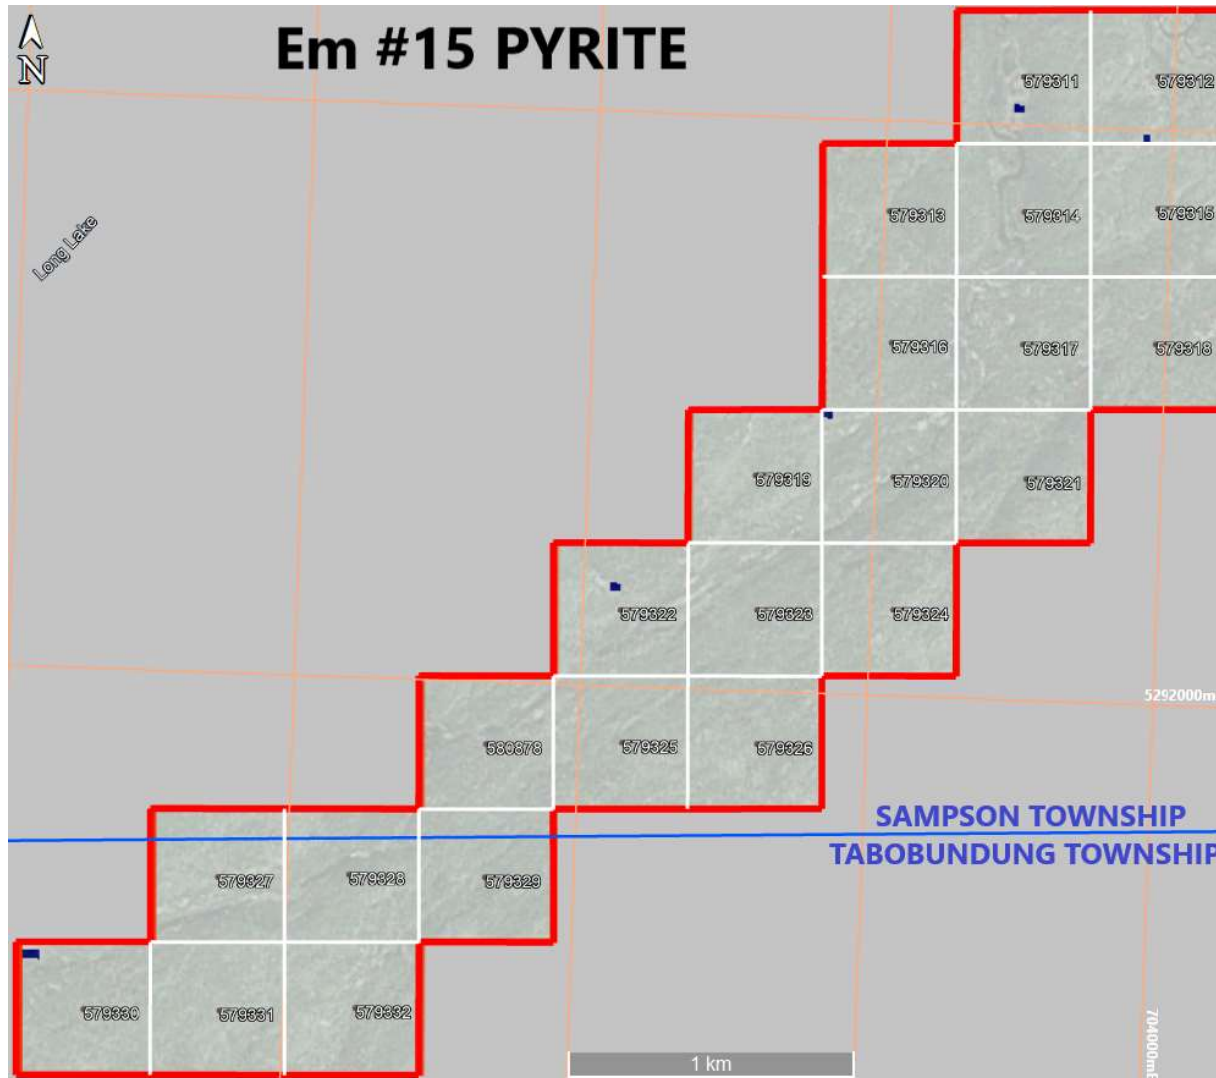 N
Em #15 PYRITE
579311
579312
Long Lake
579313
579314
579315
579316
579317
579318
579319
579320
579321
579322
579323
579324
5292000m
580878
579325
579326
SAMPSON TOWNSHIP
TABOBUNDUNG TOWNSHIP
579327
579328
579329
579330
579331
579332
704000mE
1 km